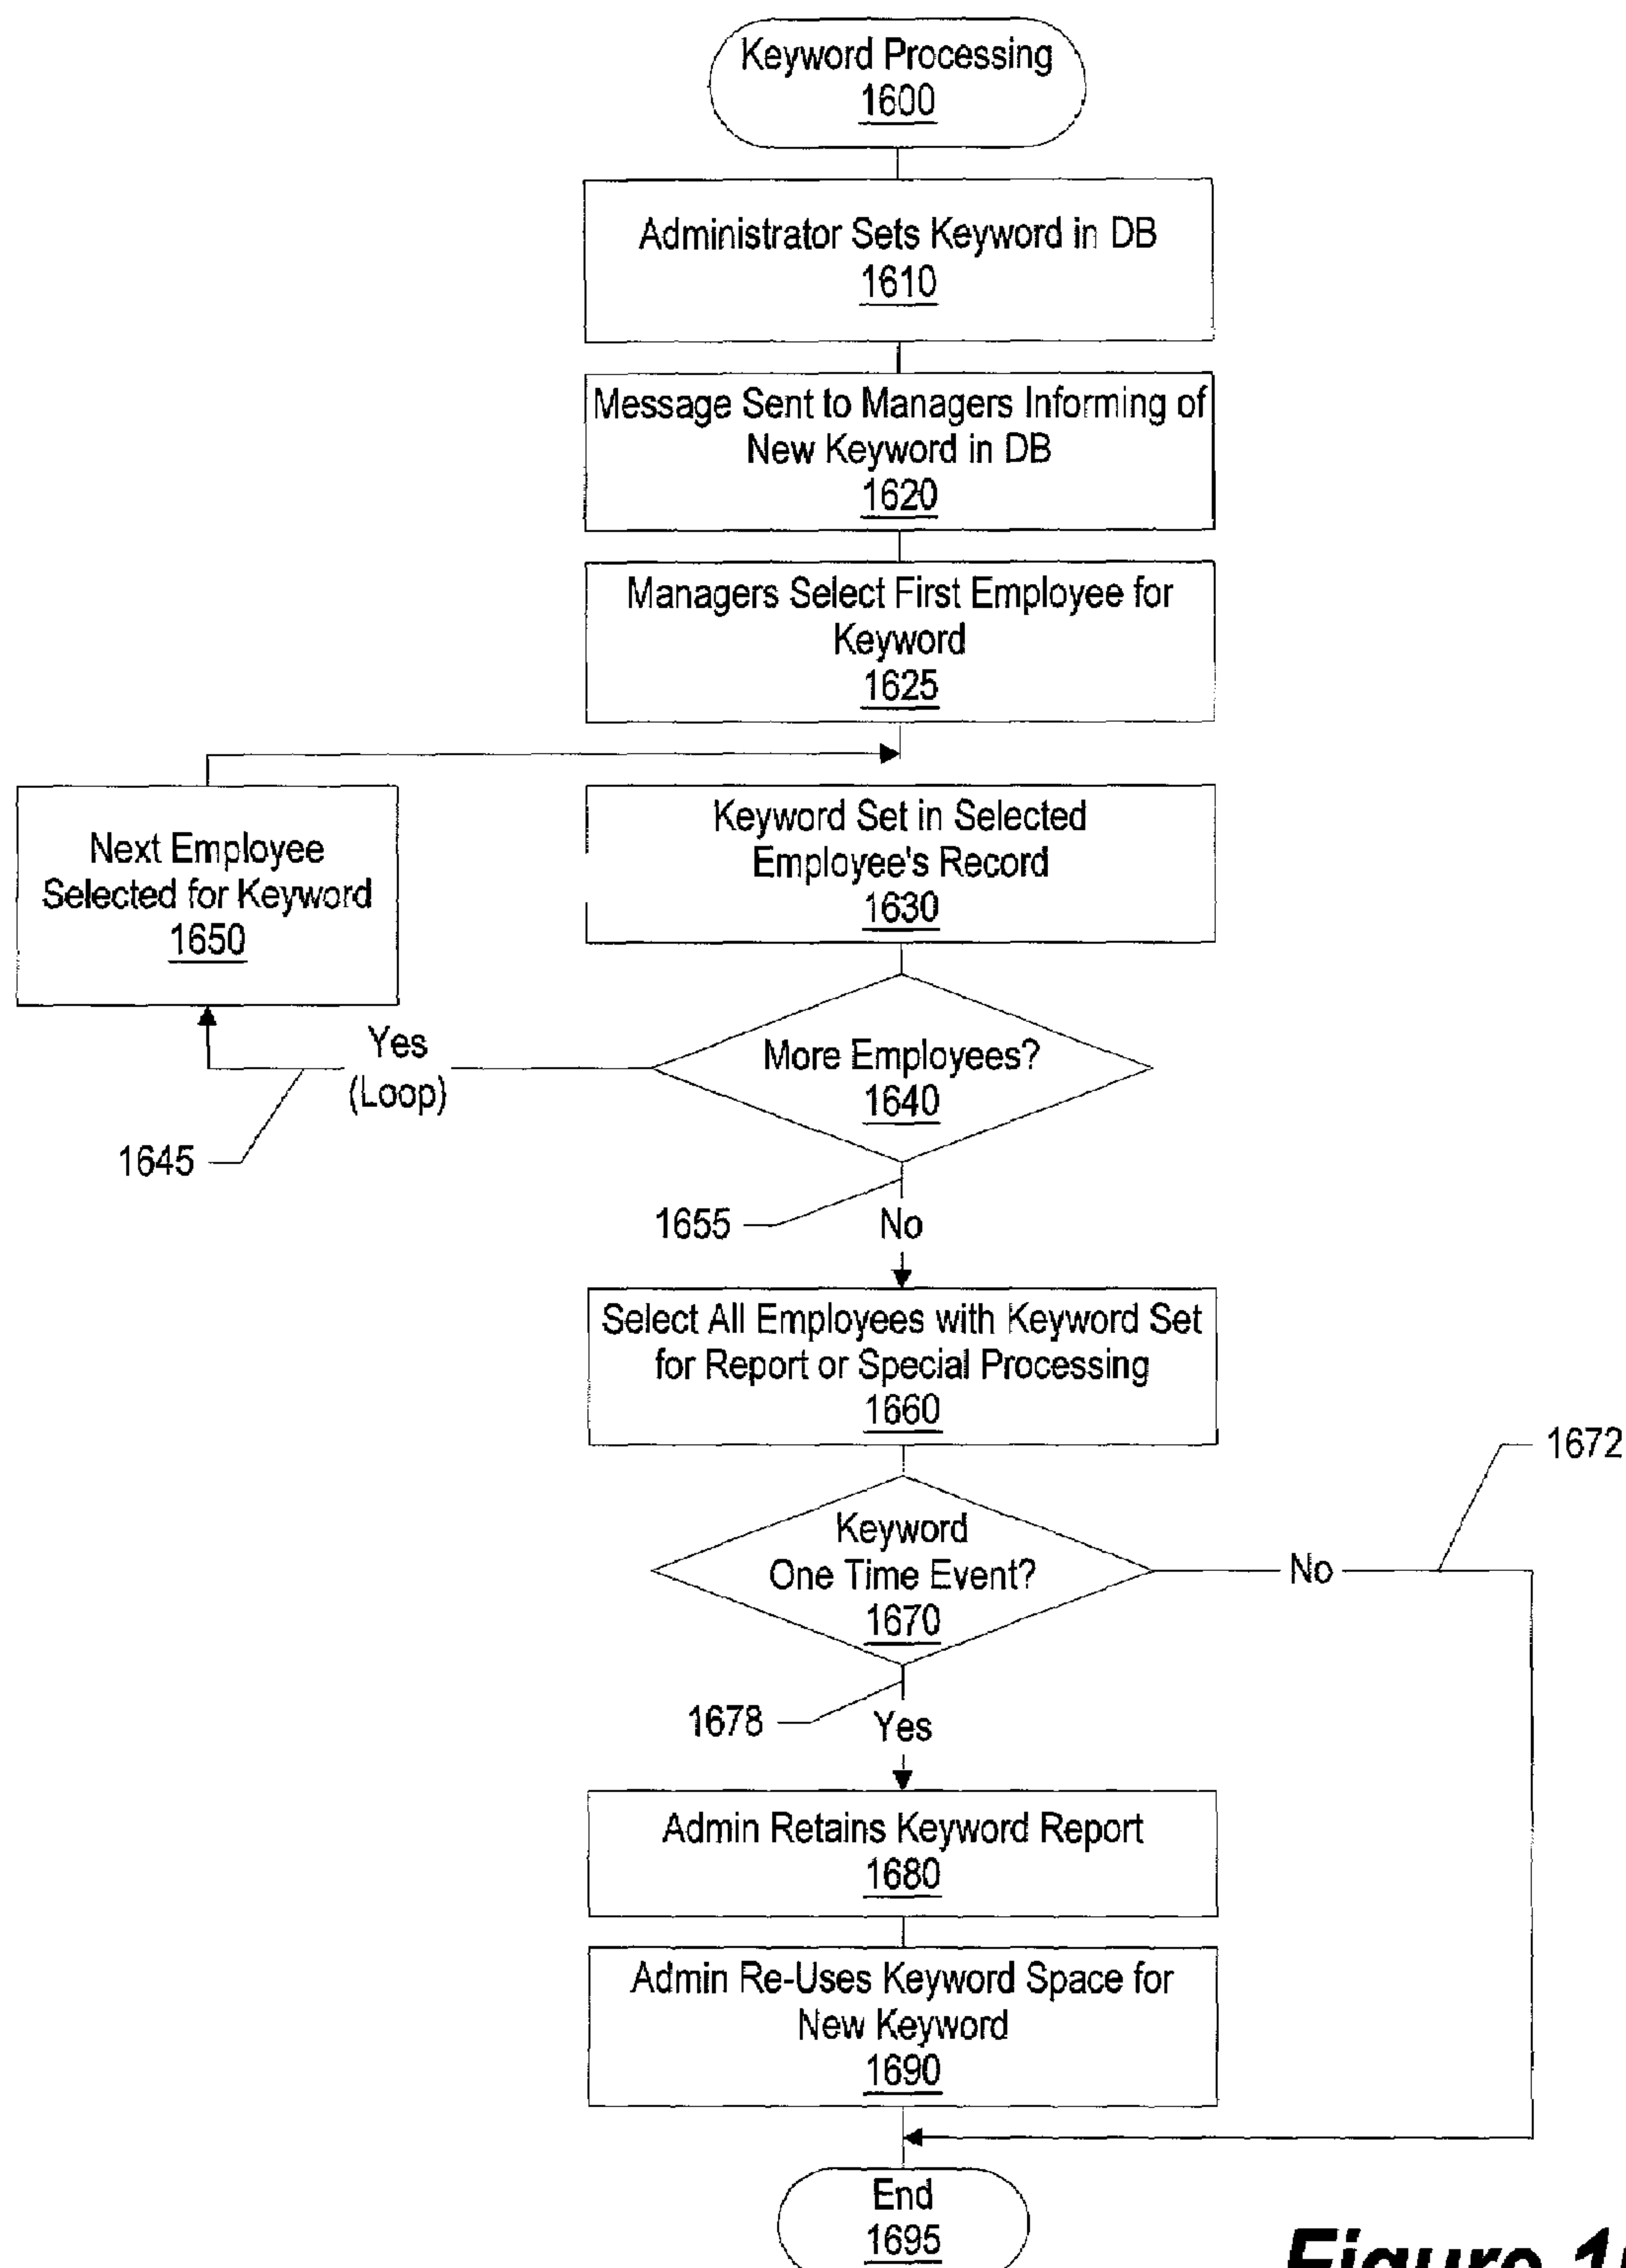 Keyword Processing
1600
Administrator Sets Keyword in DB
1610
Message Sent to Managers Informing of
New Keyword in DB
1620
Managers Select First Employee for
Keyword
1625
Keyword Set in Selected
Employee's Record
1630
Next Employee
Selected for Keyword
1650
More Employees?
1640
Yes
(Loop)
1645
1655
No
Select All Employees with Keyword Set
for Report or Special Processing
1660
1672
Keyword
One Time Event?
1670
No
1678
Yes
Admin Retains Keyword Report
1680
Admin Re-Uses Keyword Space for
New Keyword
1690
End
1695
Figure